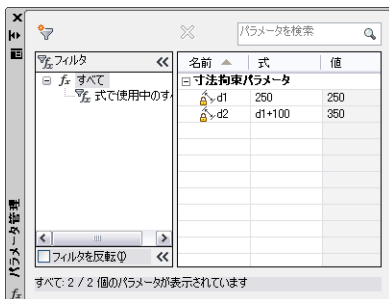 パラメータを検索
フィルタ
名前 式 値
fx すべて
fx 式で使用中のす
寸法拘束パラメータ
d1 250 250
d2 d1+100 350
フィルタを反転(I)
すべて: 2 / 2 個のパラメータが表示されています
パラメータ管理
fx